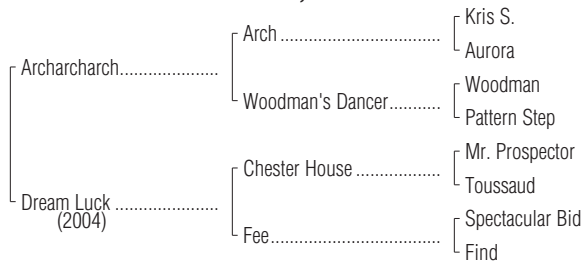 Kris S.
Arch
Aurora
Archarcharch
Woodman
Woodman's Dancer
Pattern Step
Mr. Prospector
Chester House
Toussaud
Dream Luck
(2004)
Spectacular Bid
Fee
Find